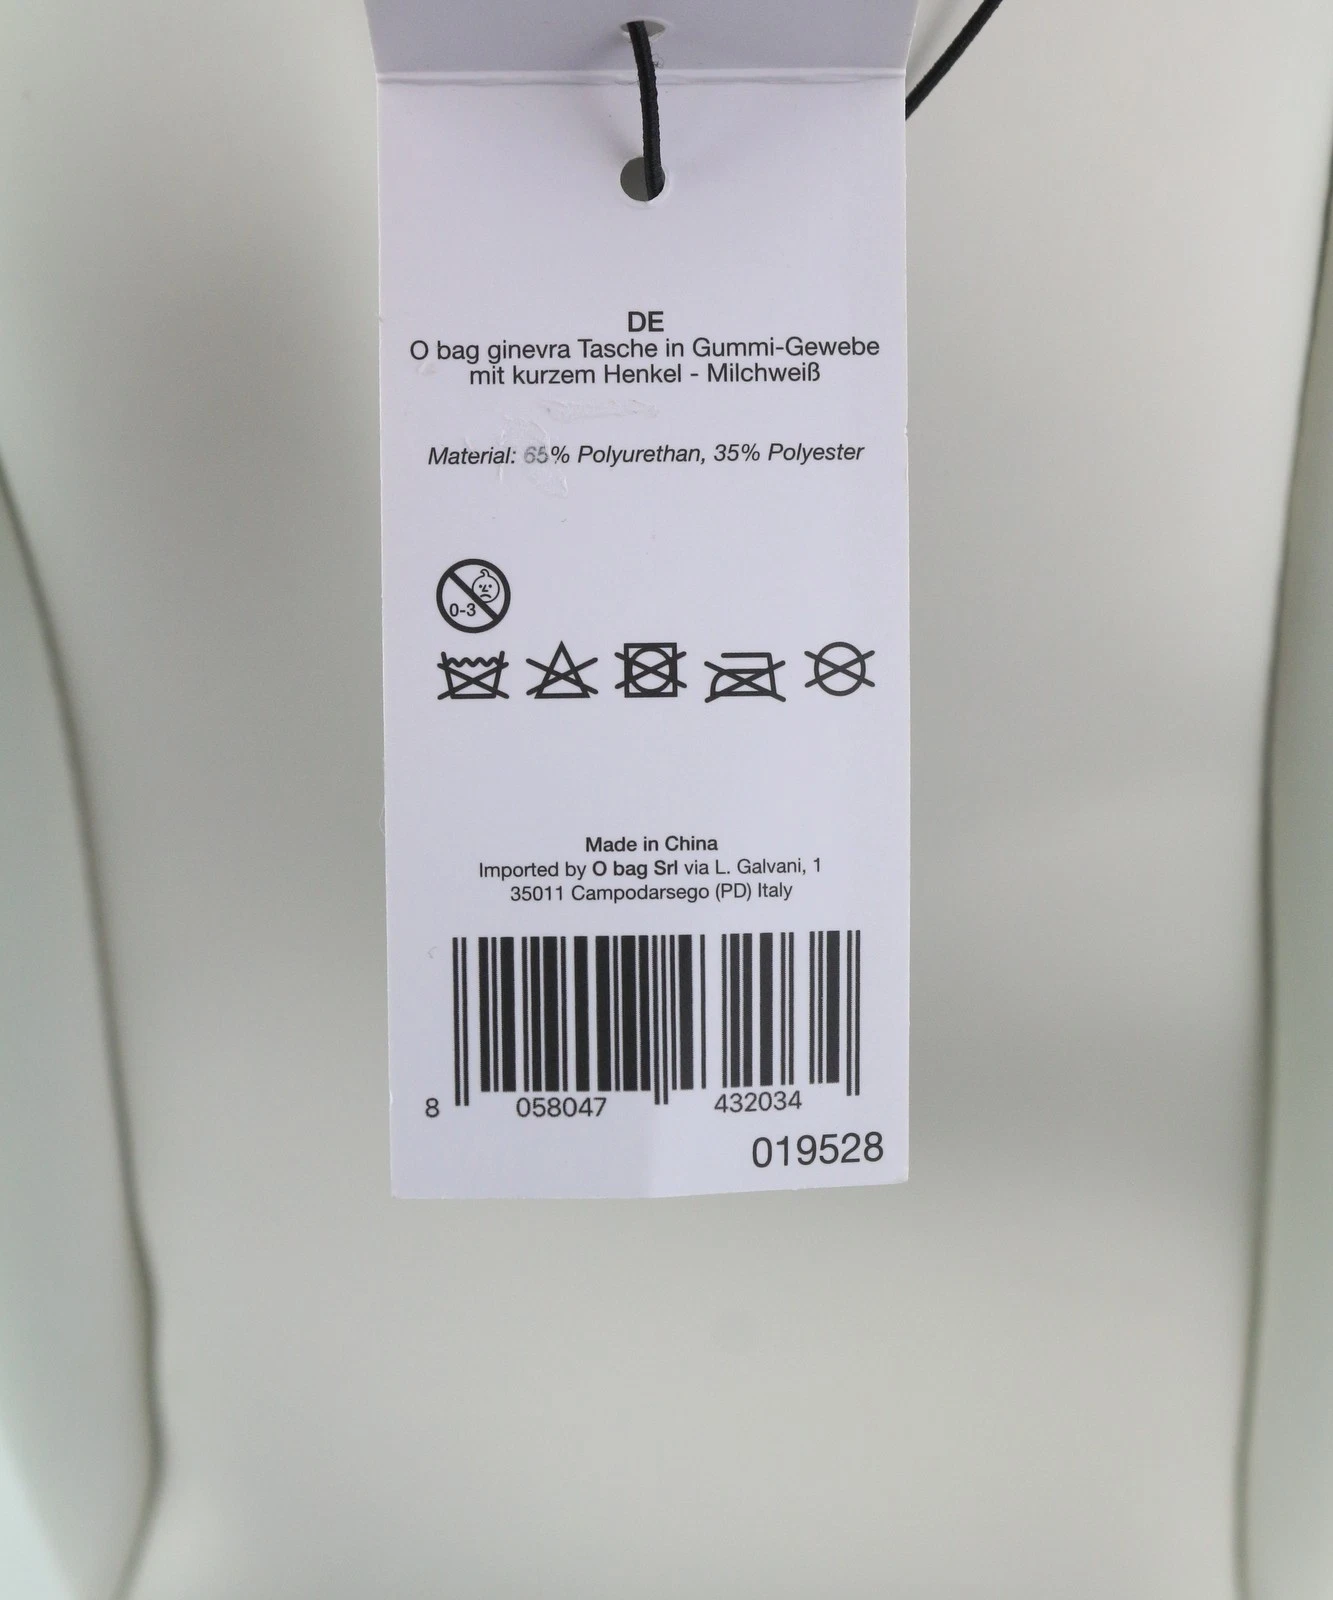 DE
O bag ginevra Tasche in Gummi-Gewebe
mit kurzem Henkel - Milchweiß
Material: 65% Polyurethan, 35% Polyester
0-3
Made in China
Imported by O bag Srl via L. Galvani, 1
35011 Campodarsego (PD) Italy
8 058047 432034
019528